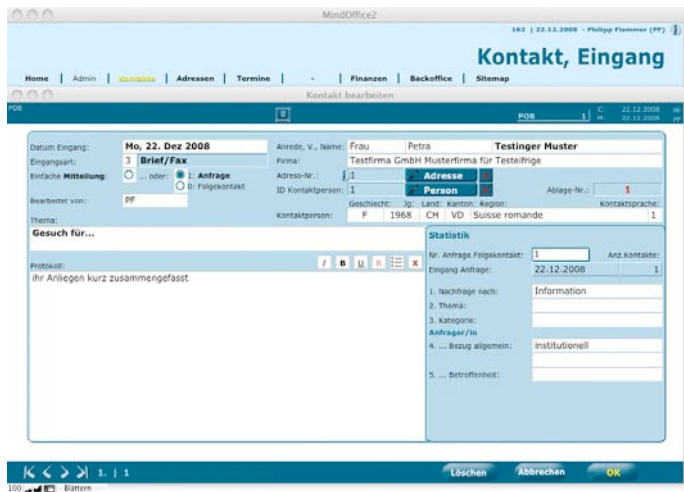 MindOffice2
162 | 22.12.2008 - Philipp Flammer (PF)
Kontakt, Eingang
Home | Admin | Kontakte | Adressen | Termine | - | Finanzen | Backoffice | Sitemap
Kontakt bearbeiten
POB
POB 1 C: 22.12.2008 PF
M: 22.12.2008 PF
Datum Eingang: Mo, 22. Dez 2008
Anrede, V., Name: Frau Petra Testinger Muster
Eingangsart: 3 Brief/Fax
Firma: Testfirma GmbH Musterfirma für Testeifrige
Einfache Mitteilung: ... oder: 1: Anfrage
0: Folgekontakt
Adress-Nr.: 1 Adresse
ID Kontaktperson: 1 Person
Ablage-Nr.: 1
Bearbeitet von: PF
Geschlecht: Jg: Land: Kanton: Region: Kontaktsprache:
Kontaktperson: F 1968 CH VD Suisse romande 1
Thema:
Gesuch für...
Protokoll: I B U R X
ihr Anliegen kurz zusammengefasst
Statistik
Nr. Anfrage Folgekontakt: 1 Anz.Kontakte:
Eingang Anfrage: 22.12.2008 1
1. Nachfrage nach: Information
2. Thema:
3. Kategorie:
Anfrager/in
4. ... Bezug allgemein: institutionell
5. ... Betroffenheit:
1. | 1
Löschen Abbrechen OK
100 Blättern